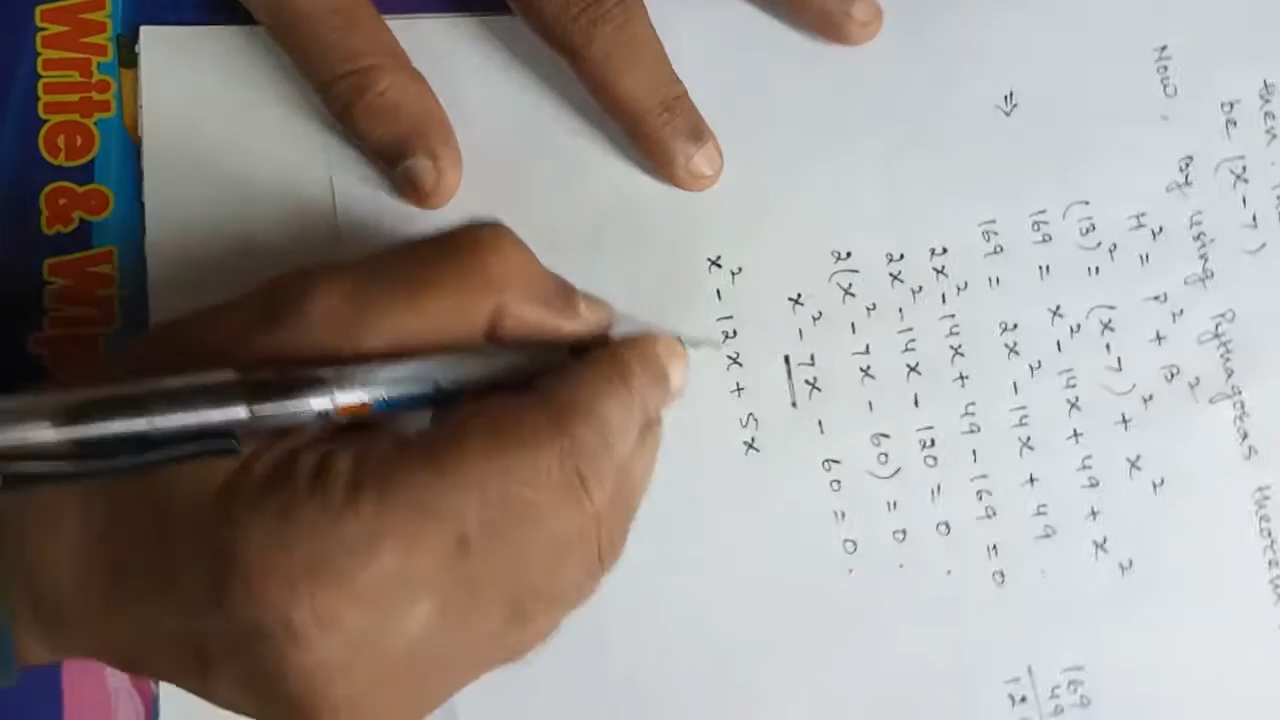 then
be (x-7)
Now, By using Pythagoras theorem
H² = P² + B²
(13)² = (x-7)² + x²
169 = x² - 14x + 49 + x²
⇒ 169 = 2x² - 14x + 49.
2x² - 14x + 49 - 169 = 0
2x² - 14x - 120 = 0.
2(x² - 7x - 60) = 0.
x² - 7x - 60 = 0.
x² - 12x + 5x
169
49
12
Write & Wip